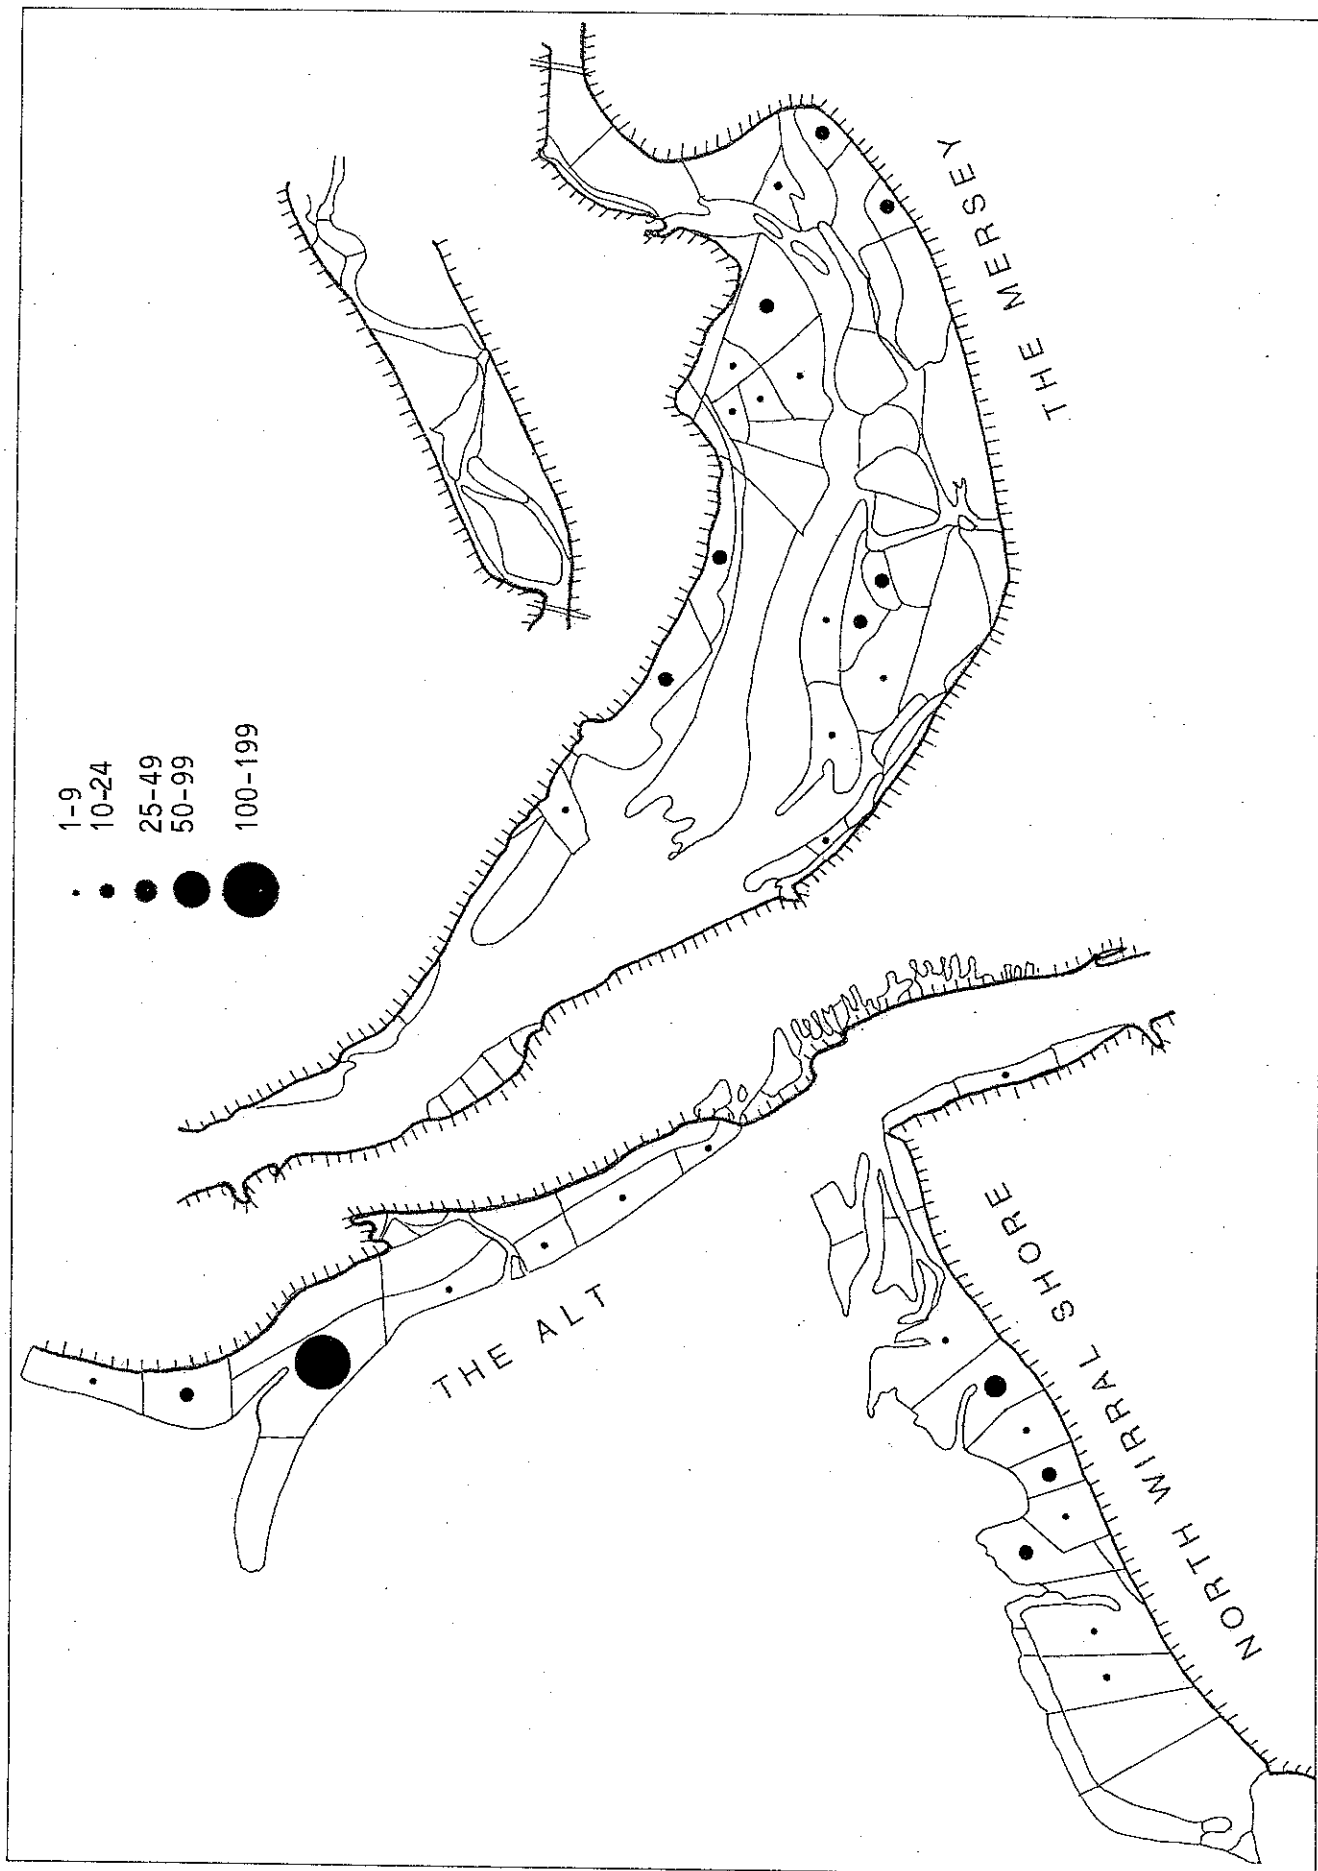 1-9
10-24
25-49
50-99
100-199
THE MERSEY
THE ALT
NORTH WIRRAL SHORE